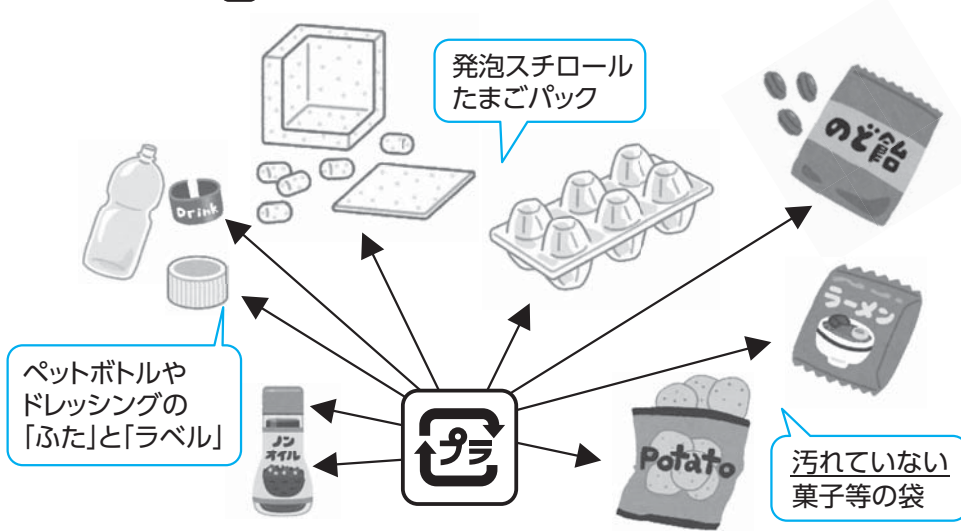 発泡スチロール
たまごパック
のど飴
Drink
ラーメン
ペットボトルや
ドレッシングの
「ふた」と「ラベル」
ノン
オイル
プラ
Potato
汚れていない
菓子等の袋